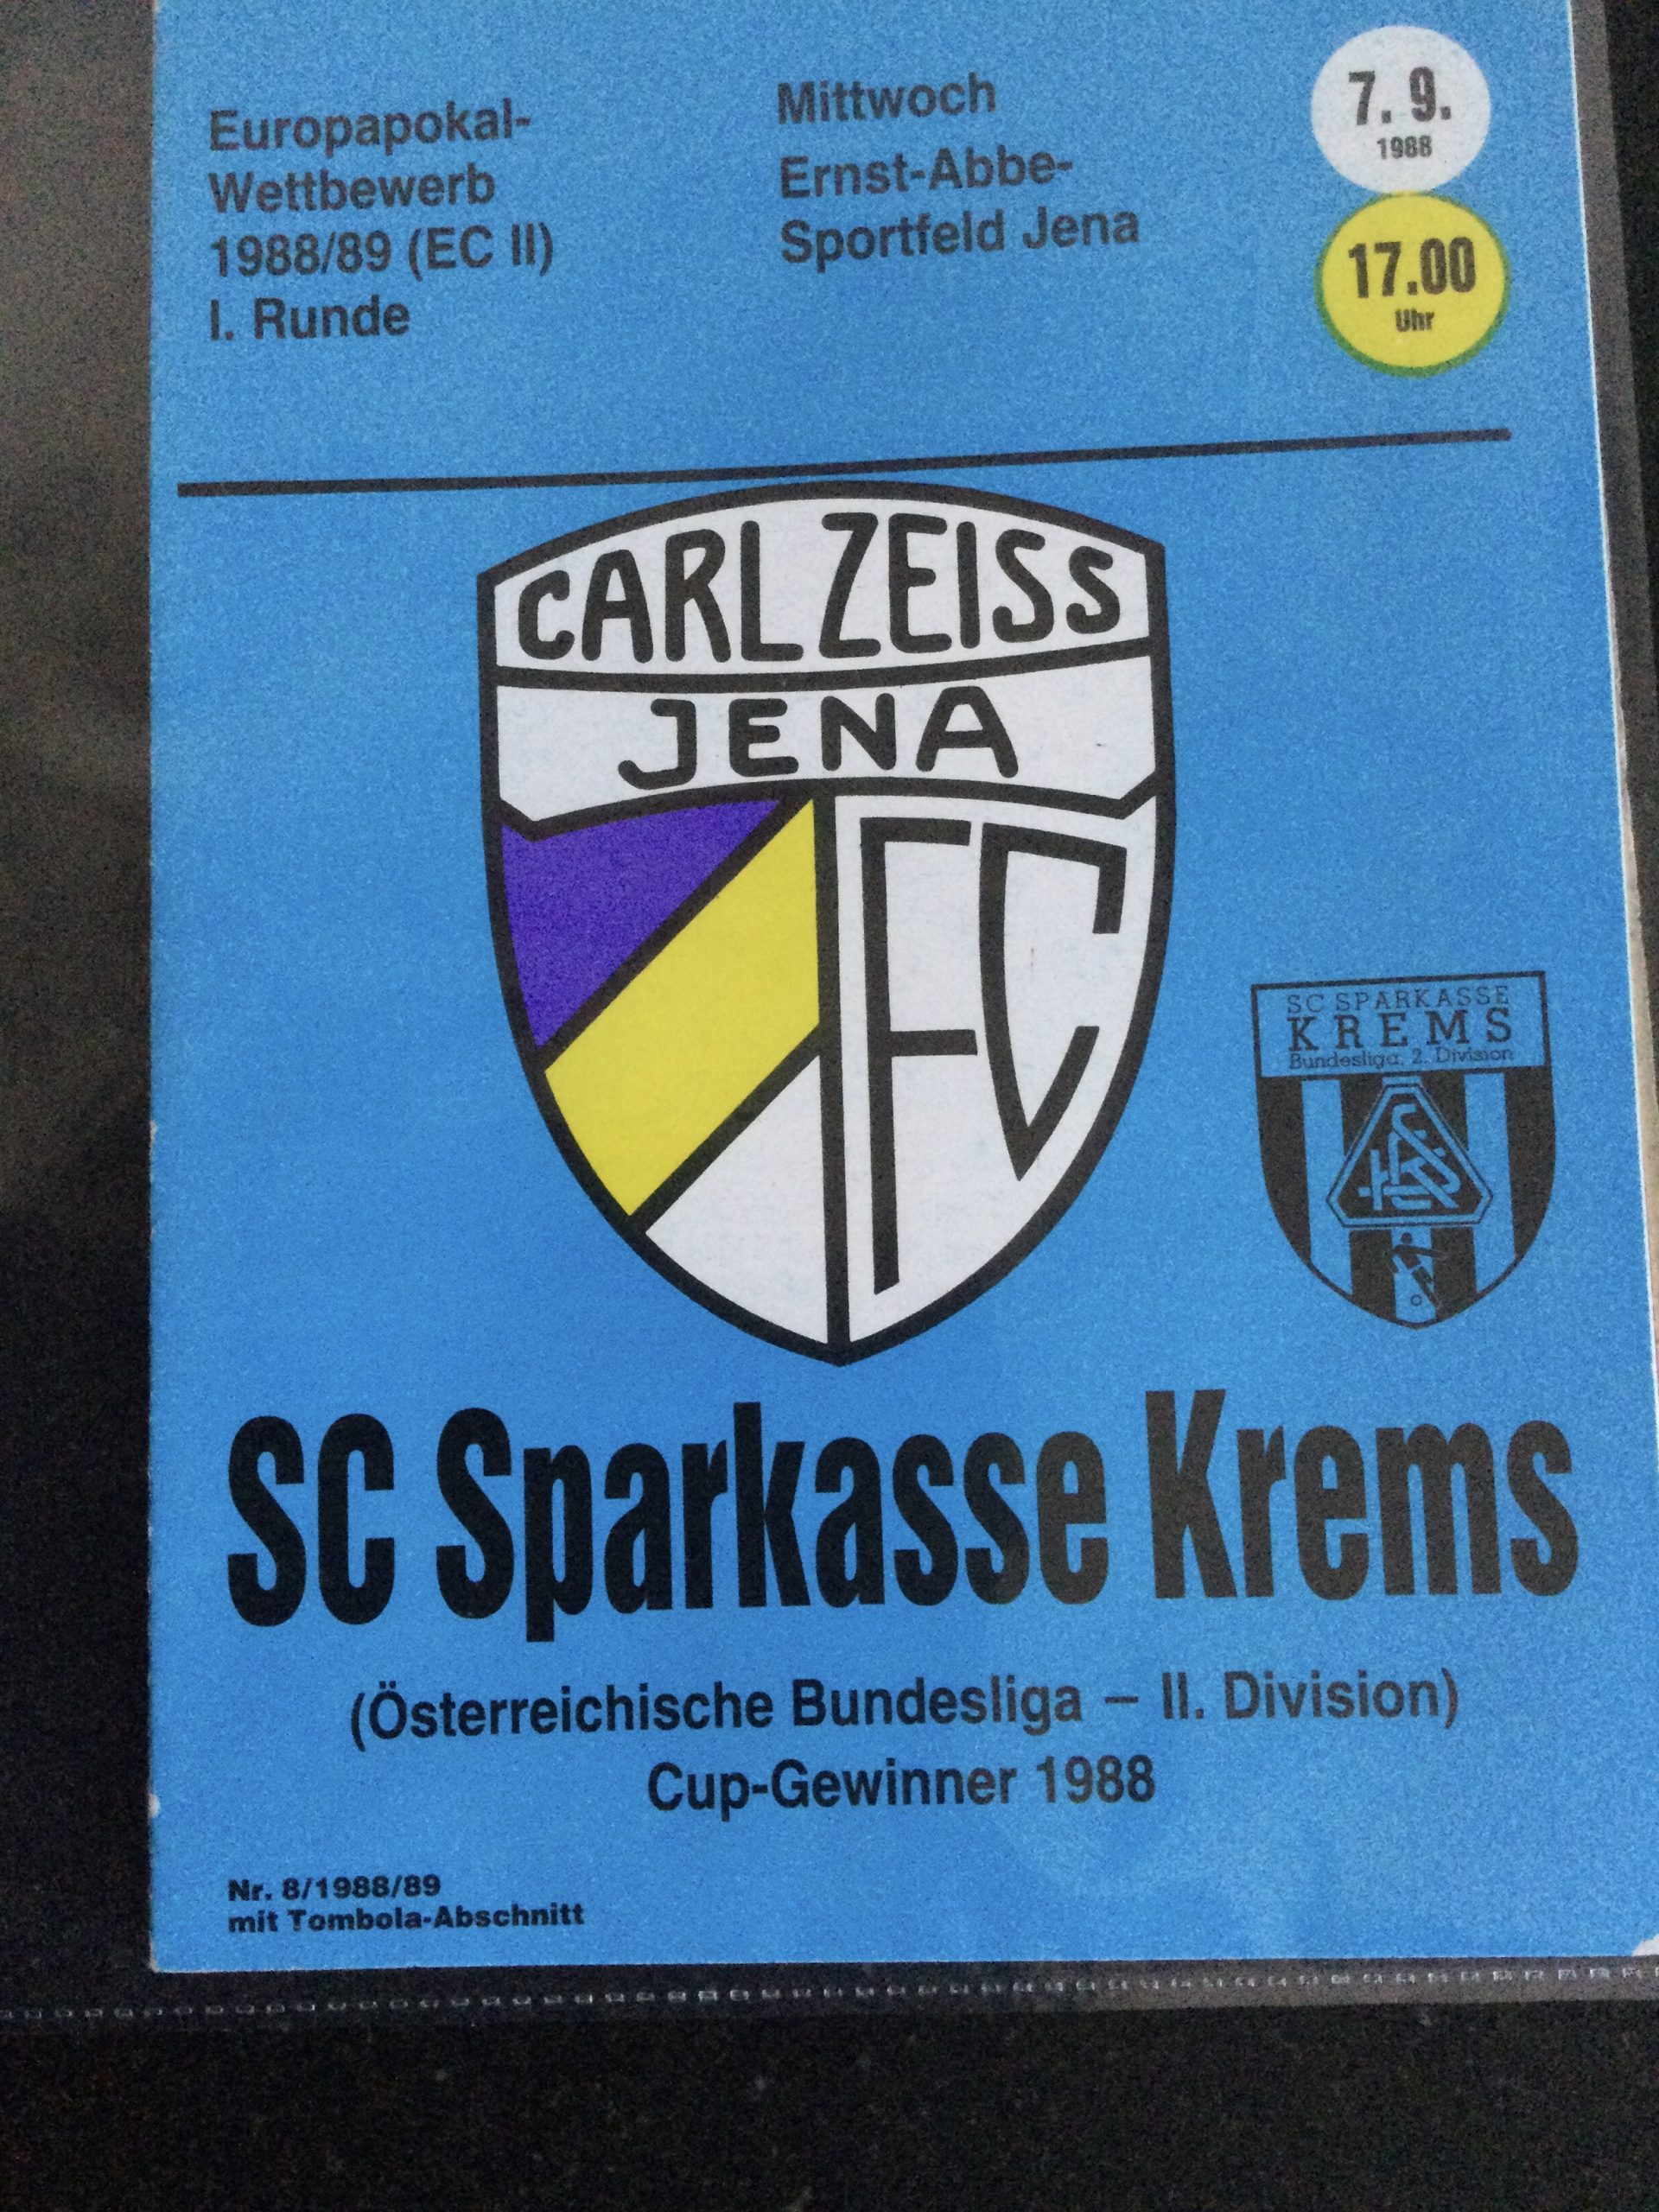 Europapokal-
Wettbewerb
1988/89 (EC II)
I. Runde
Mittwoch
Ernst-Abbe-
Sportfeld Jena
7. 9.
1988
17.00
Uhr
CARL ZEISS
JENA
FC
SC SPARKASSE
KREMS
Bundesliga, 2. Division
SC Sparkasse Krems
(Österreichische Bundesliga – II. Division)
Cup-Gewinner 1988
Nr. 8/1988/89
mit Tombola-Abschnitt